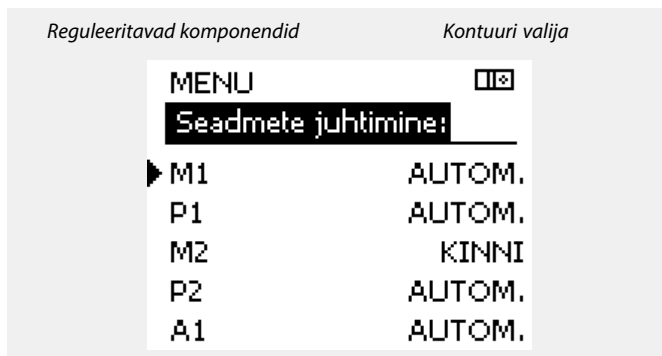 Reguleeritavad komponendid Kontuuri valija
MENU
Seadmete juhtimine:
M1 AUTOM.
P1 AUTOM.
M2 KINNI
P2 AUTOM.
A1 AUTOM.